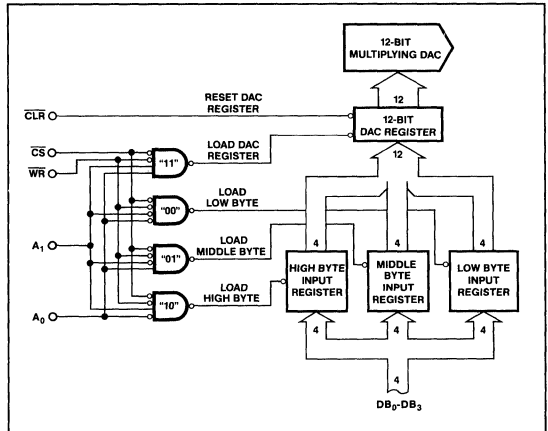 12-BIT
MULTIPLYING DAC
12
RESET DAC
REGISTER
CLR
12-BIT
DAC REGISTER
LOAD DAC
REGISTER
CS
WR
"11"
12
LOAD
LOW BYTE
"00"
A1
LOAD
MIDDLE BYTE
"01"
4
4
4
HIGH BYTE
INPUT
REGISTER
MIDDLE
BYTE INPUT
REGISTER
LOW BYTE
INPUT
REGISTER
LOAD
HIGH BYTE
"10"
A0
4
4
4
4
DB0-DB3